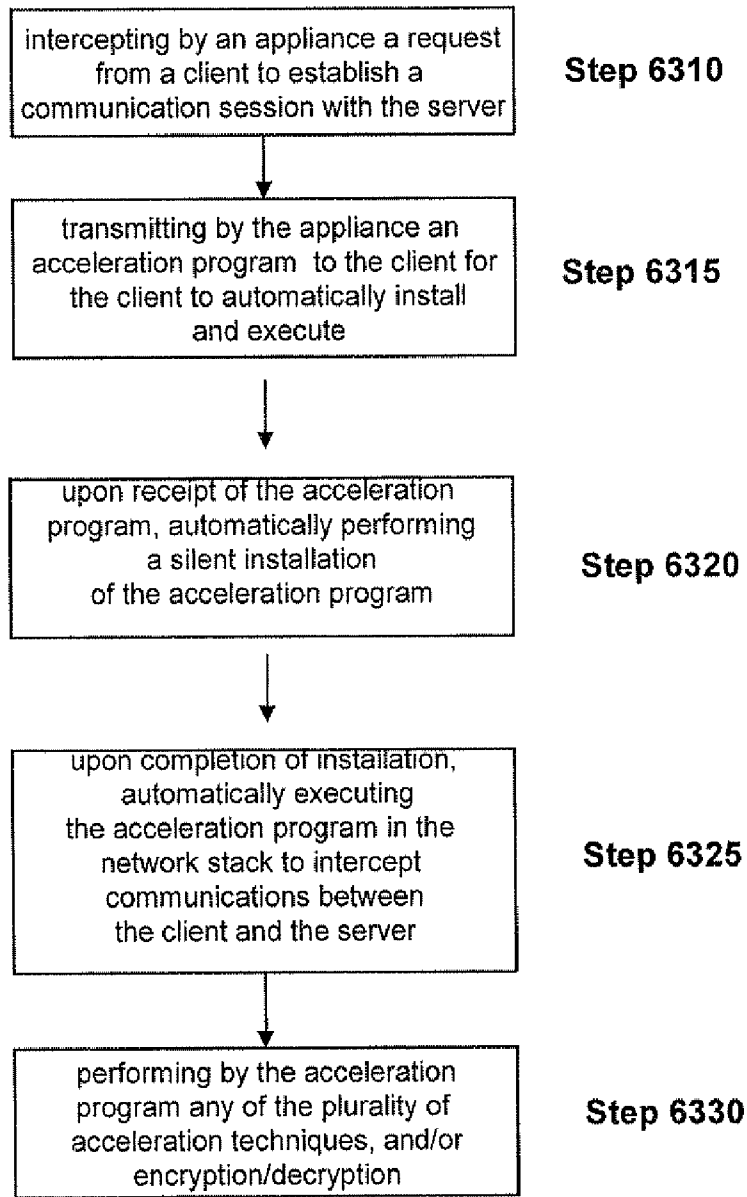 intercepting by an appliance a request
from a client to establish a
communication session with the server
Step 6310
transmitting by the appliance an
acceleration program to the client for
the client to automatically install
and execute
Step 6315
upon receipt of the acceleration
program, automatically performing
a silent installation
of the acceleration program
Step 6320
upon completion of installation,
automatically executing
the acceleration program in the
network stack to intercept
communications between
the client and the server
Step 6325
performing by the acceleration
program any of the plurality of
acceleration techniques, and/or
encryption/decryption
Step 6330